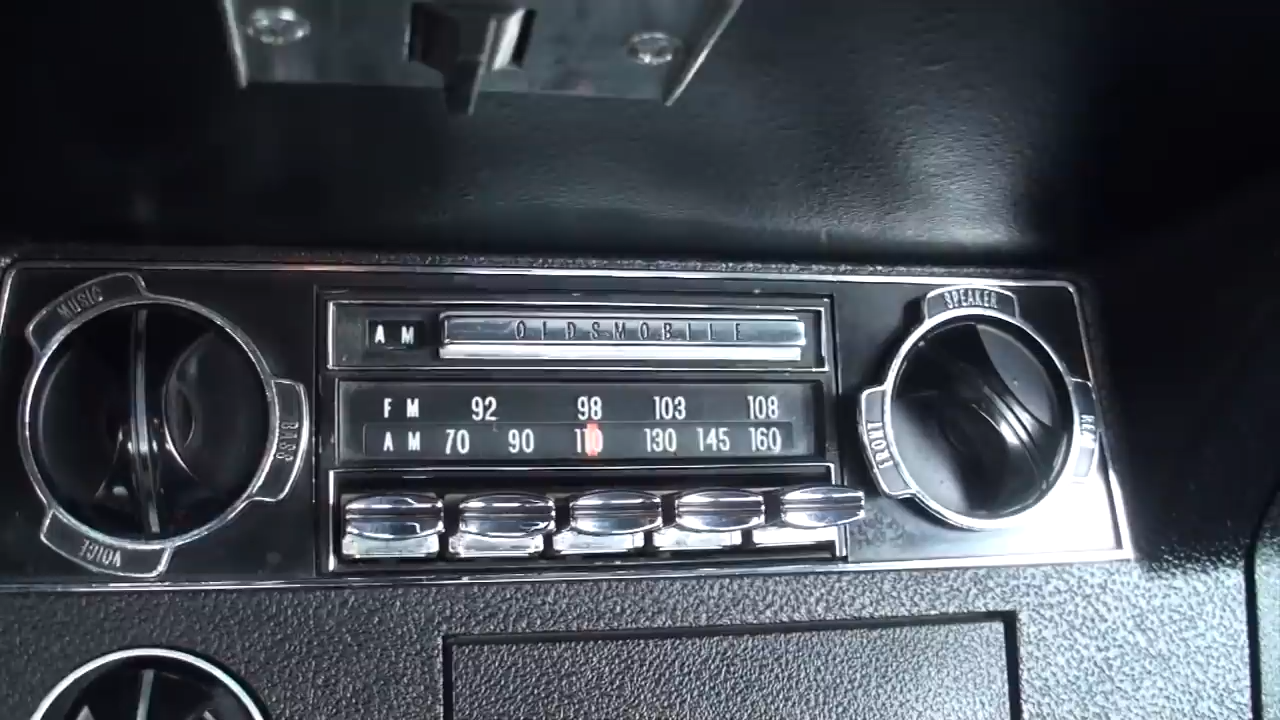 MUSIC
BASS
VOICE
AM OLDSMOBILE
FM 92 98 103 108
AM 70 90 110 130 145 160
SPEAKER
FRONT